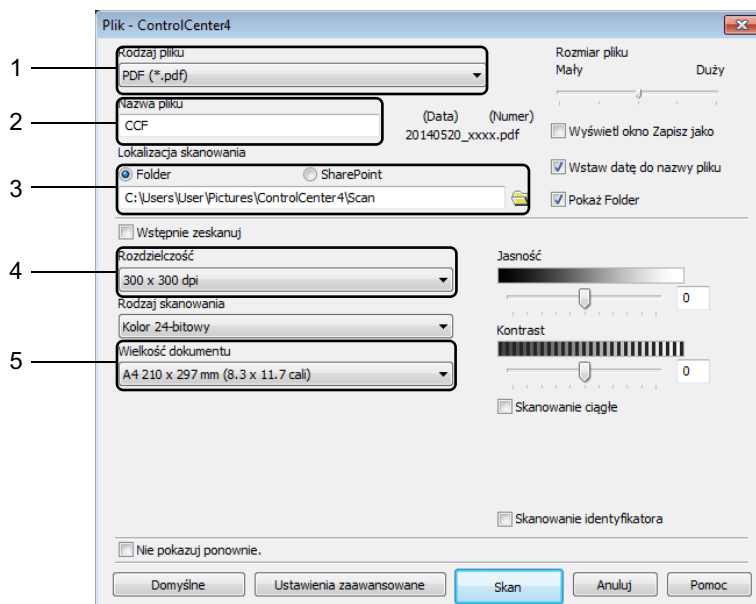 Plik - ControlCenter4
1
Rodzaj pliku
PDF (*.pdf)
Rozmiar pliku
Mały Duży
2
Nazwa pliku
CCF
(Data) (Numer)
20140520_xxxx.pdf
Wyświetl okno Zapisz jako
Lokalizacja skanowania
3
Folder SharePoint
Wstaw datę do nazwy pliku
C:\Users\User\Pictures\ControlCenter4\Scan
Pokaż Folder
Wstępnie zeskanuj
4
Rozdzielczość
300 x 300 dpi
Jasność
0
Rodzaj skanowania
Kolor 24-bitowy
Kontrast
0
5
Wielkość dokumentu
A4 210 x 297 mm (8.3 x 11.7 cali)
Skanowanie ciągłe
Skanowanie identyfikatora
Nie pokazuj ponownie.
Domyślne Ustawienia zaawansowane Skan Anuluj Pomoc